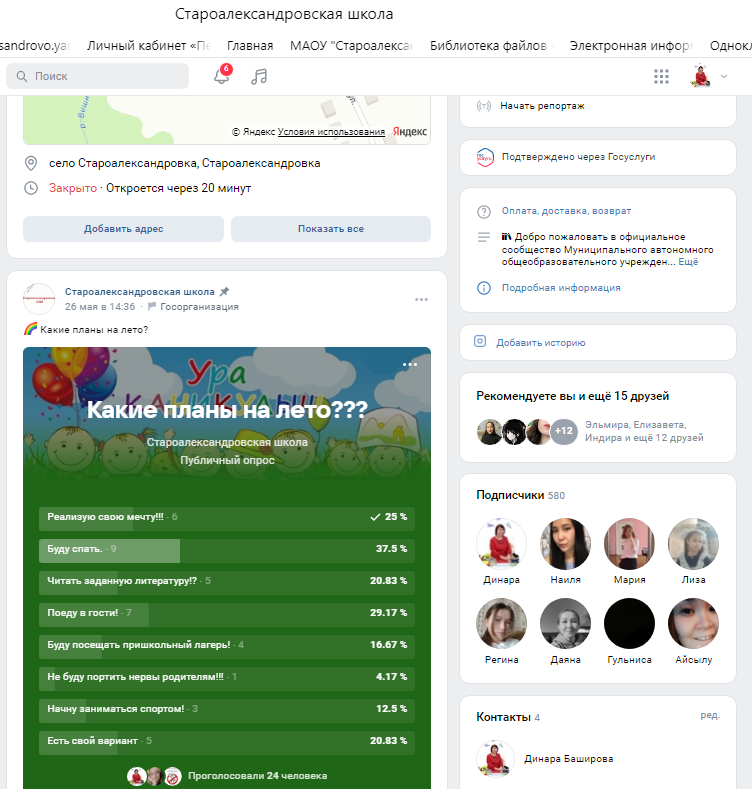 Староалександровская школа
sandrovo.ya
Личный кабинет «Пе
Главная
МАОУ "Староалекса
Библиотека файлов
Электронная инфор
Однокл
Поиск
6
р. Вишн
ул.
© Яндекс Условия использования Яндекс
село Староалександровка, Староалександровка
Закрыто · Откроется через 20 минут
Добавить адрес
Показать все
Староалександровская школа
26 мая в 14:36 · Госорганизация
Какие планы на лето?
Ура
КАНИКУЛЫ!
Какие планы на лето???
Староалександровская школа
Публичный опрос
Реализую свою мечту!!! · 6 25 %
Буду спать. · 9 37.5 %
Читать заданную литературу!? · 5 20.83 %
Поеду в гости! · 7 29.17 %
Буду посещать пришкольный лагерь! · 4 16.67 %
Не буду портить нервы родителям!!! · 1 4.17 %
Начну заниматься спортом! · 3 12.5 %
Есть свой вариант · 5 20.83 %
Проголосовали 24 человека
Начать репортаж
Подтверждено через Госуслуги
Оплата, доставка, возврат
Добро пожаловать в официальное
сообщество Муниципального автономного
общеобразовательного учрежден... Ещё
Подробная информация
Добавить историю
Рекомендуете вы и ещё 15 друзей
+12
Эльмира, Елизавета,
Индира и ещё 12 друзей
Подписчики 580
Динара Наиля Мария Лиза
Регина Даяна Гульниса Айсылу
Контакты 4 ред.
Динара Баширова